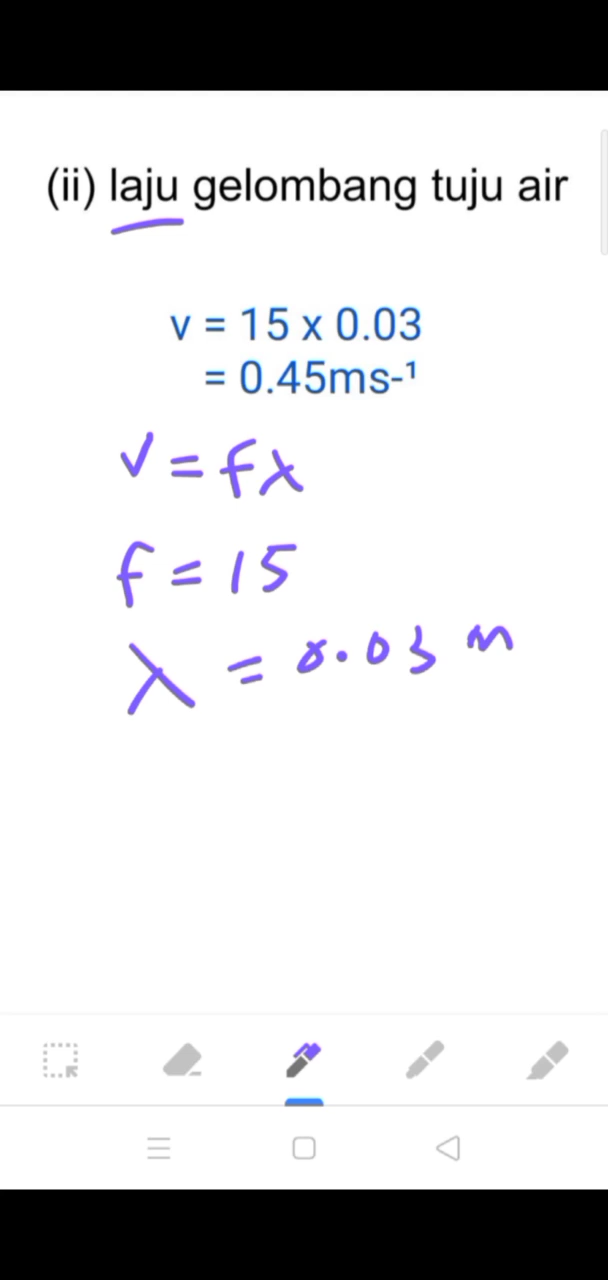 (ii) laju gelombang tuju air
v = 15 x 0.03
= 0.45ms-¹
v = fλ
f = 15
λ = 0.03 m